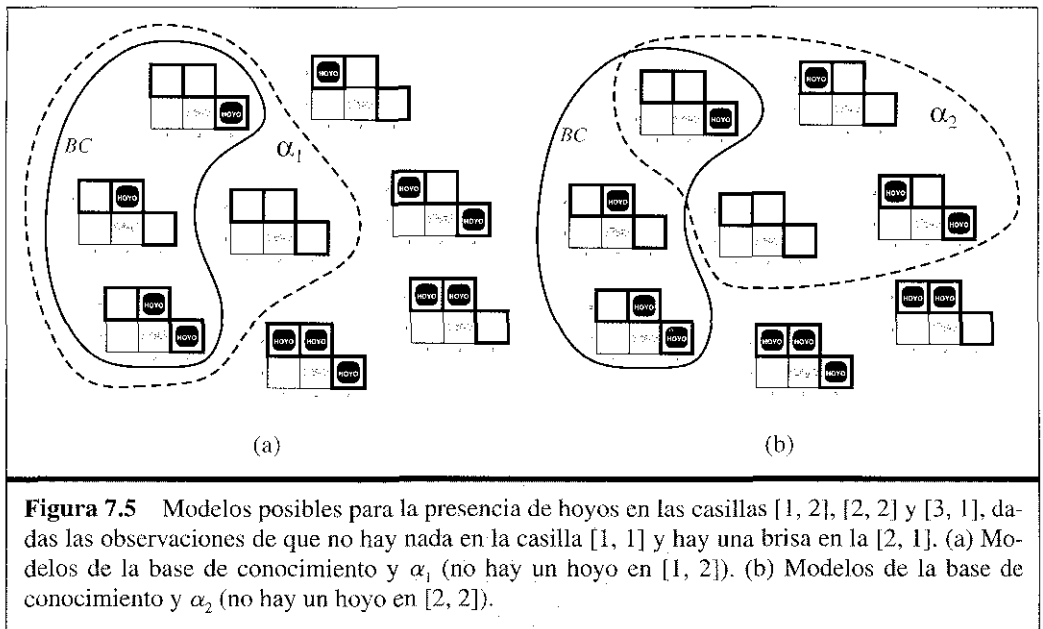 HOYO
HOYO
BC
α₁
HOYO
HOYO
HOYO
HOYO
HOYO
HOYO
HOYO
HOYO
HOYO
HOYO
(a)
HOYO
HOYO
BC
α₂
HOYO
HOYO
HOYO
HOYO
HOYO
HOYO
HOYO
HOYO
HOYO
HOYO
(b)
Figura 7.5 Modelos posibles para la presencia de hoyos en las casillas [1, 2], [2, 2] y [3, 1], da-
das las observaciones de que no hay nada en la casilla [1, 1] y hay una brisa en la [2, 1]. (a) Mo-
delos de la base de conocimiento y α₁ (no hay un hoyo en [1, 2]). (b) Modelos de la base de
conocimiento y α₂ (no hay un hoyo en [2, 2]).